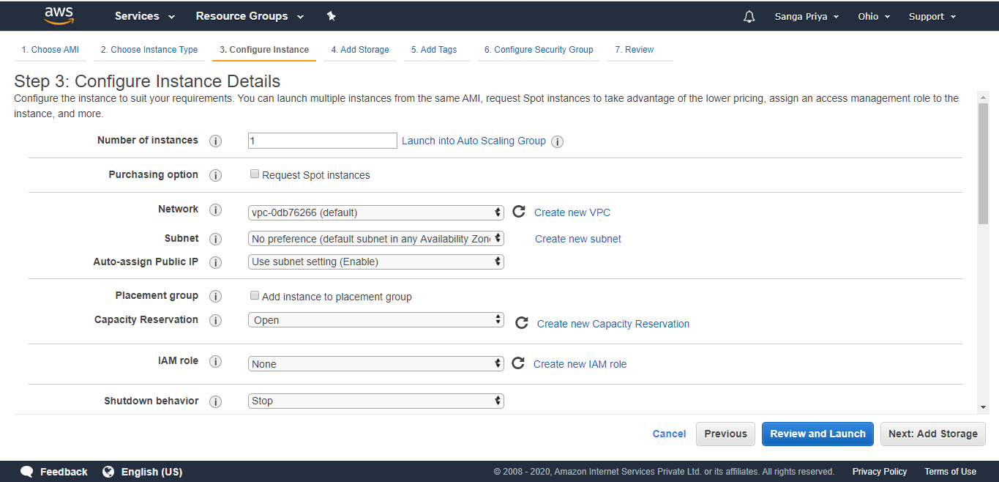 aws Services Resource Groups Sanga Priya Ohio Support
1. Choose AMI 2. Choose Instance Type 3. Configure Instance 4. Add Storage 5. Add Tags 6. Configure Security Group 7. Review
Step 3: Configure Instance Details
Configure the instance to suit your requirements. You can launch multiple instances from the same AMI, request Spot instances to take advantage of the lower pricing, assign an access management role to the
instance, and more.
Number of instances i 1 Launch into Auto Scaling Group i
Purchasing option i Request Spot instances
Network i vpc-0db76266 (default) Create new VPC
Subnet i No preference (default subnet in any Availability Zon Create new subnet
Auto-assign Public IP i Use subnet setting (Enable)
Placement group i Add instance to placement group
Capacity Reservation i Open Create new Capacity Reservation
IAM role i None Create new IAM role
Shutdown behavior i Stop
Cancel Previous Review and Launch Next: Add Storage
Feedback English (US) © 2008 - 2020, Amazon Internet Services Private Ltd. or its affiliates. All rights reserved. Privacy Policy Terms of Use